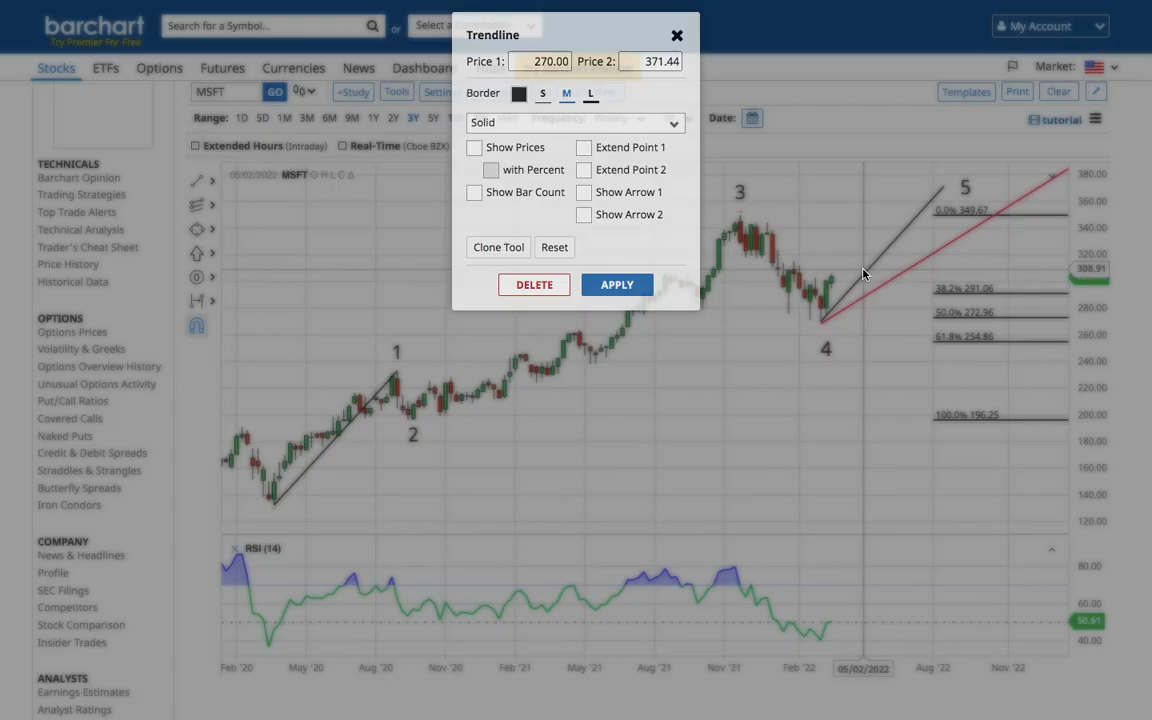 barchart
Try Premier For Free
Search for a Symbol...
or
Select a Commodity
My Account
Stocks
ETFs
Options
Futures
Currencies
News
Dashboard
Market:
MSFT
GO
+Study
Tools
Settings
Templates
Print
Clear
Range:
1D
5D
1M
3M
6M
9M
1Y
2Y
3Y
5Y
Frequency:
Weekly
Date:
tutorial
Extended Hours (Intraday)
Real-Time (Cboe BZX)
Trendline
Price 1:
270.00
Price 2:
371.44
Border
S
M
L
Solid
Show Prices
Extend Point 1
with Percent
Extend Point 2
Show Bar Count
Show Arrow 1
Show Arrow 2
Clone Tool
Reset
DELETE
APPLY
TECHNICALS
Barchart Opinion
Trading Strategies
Top Trade Alerts
Technical Analysis
Trader's Cheat Sheet
Price History
Historical Data
OPTIONS
Options Prices
Volatility & Greeks
Options Overview History
Unusual Options Activity
Put/Call Ratios
Covered Calls
Naked Puts
Credit & Debit Spreads
Straddles & Strangles
Butterfly Spreads
Iron Condors
COMPANY
News & Headlines
Profile
SEC Filings
Competitors
Stock Comparison
Insider Trades
ANALYSTS
Earnings Estimates
Analyst Ratings
05/02/2022 MSFT O H L C Δ
1
2
3
4
5
0.0% 349.67
38.2% 291.06
50.0% 272.96
61.8% 254.86
100.0% 196.25
380.00
360.00
340.00
320.00
308.91
280.00
260.00
240.00
220.00
200.00
180.00
160.00
140.00
120.00
RSI (14)
80.00
60.00
50.61
40.00
Feb '20
May '20
Aug '20
Nov '20
Feb '21
May '21
Aug '21
Nov '21
Feb '22
05/02/2022
Aug '22
Nov '22